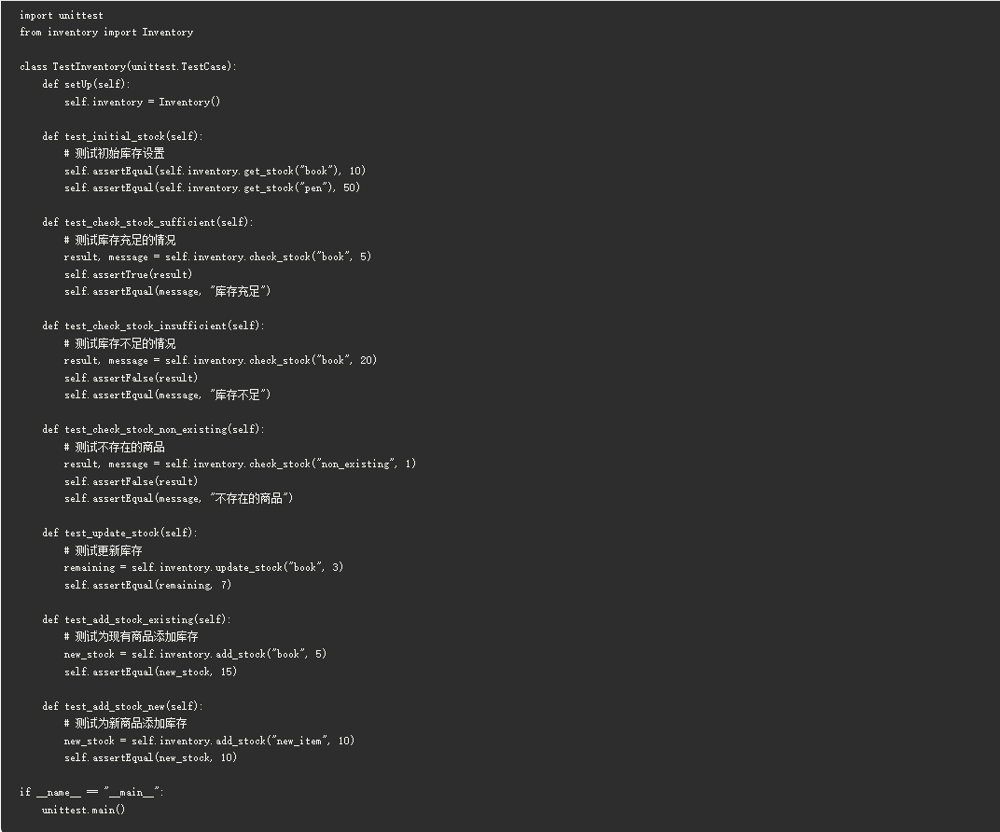 import unittest
from inventory import Inventory

class TestInventory(unittest.TestCase):
    def setUp(self):
        self.inventory = Inventory()

    def test_initial_stock(self):
        # 测试初始库存设置
        self.assertEqual(self.inventory.get_stock("book"), 10)
        self.assertEqual(self.inventory.get_stock("pen"), 50)

    def test_check_stock_sufficient(self):
        # 测试库存充足的情况
        result, message = self.inventory.check_stock("book", 5)
        self.assertTrue(result)
        self.assertEqual(message, "库存充足")

    def test_check_stock_insufficient(self):
        # 测试库存不足的情况
        result, message = self.inventory.check_stock("book", 20)
        self.assertFalse(result)
        self.assertEqual(message, "库存不足")

    def test_check_stock_non_existing(self):
        # 测试不存在的商品
        result, message = self.inventory.check_stock("non_existing", 1)
        self.assertFalse(result)
        self.assertEqual(message, "不存在的商品")

    def test_update_stock(self):
        # 测试更新库存
        remaining = self.inventory.update_stock("book", 3)
        self.assertEqual(remaining, 7)

    def test_add_stock_existing(self):
        # 测试为现有商品添加库存
        new_stock = self.inventory.add_stock("book", 5)
        self.assertEqual(new_stock, 15)

    def test_add_stock_new(self):
        # 测试为新商品添加库存
        new_stock = self.inventory.add_stock("new_item", 10)
        self.assertEqual(new_stock, 10)

if __name__ == "__main__":
    unittest.main()